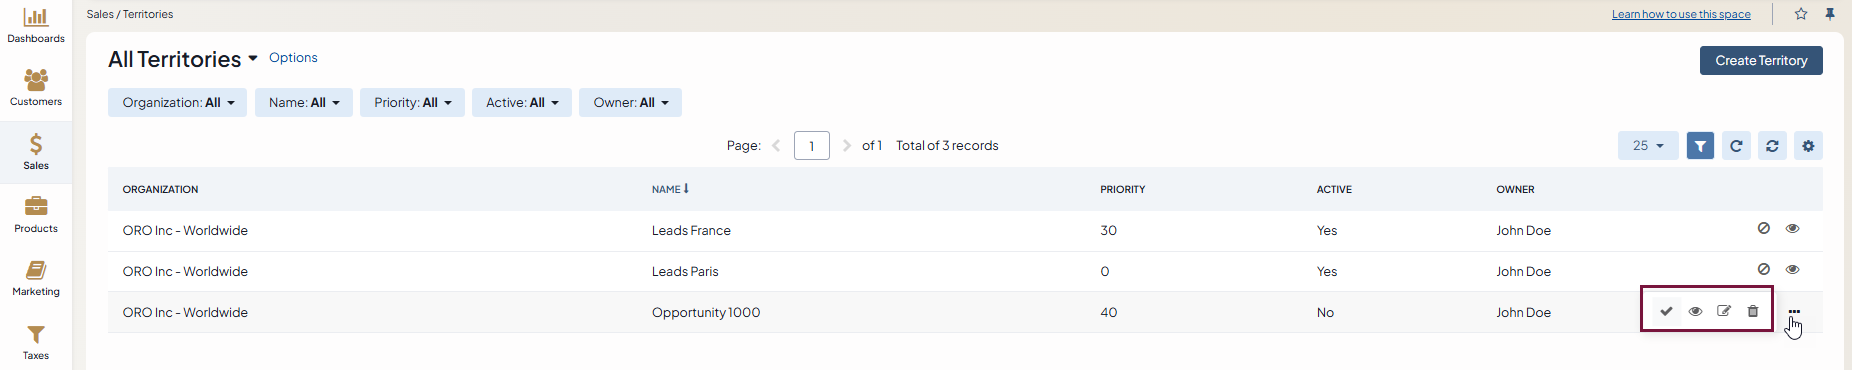 Dashboards
Customers
Sales
Products
Marketing
Taxes
Sales / Territories
Learn how to use this space
All Territories
Options
Create Territory
Organization: All
Name: All
Priority: All
Active: All
Owner: All
Page: 1 of 1 Total of 3 records
25
ORGANIZATION NAME PRIORITY ACTIVE OWNER
ORO Inc - Worldwide Leads France 30 Yes John Doe
ORO Inc - Worldwide Leads Paris 0 Yes John Doe
ORO Inc - Worldwide Opportunity 1000 40 No John Doe